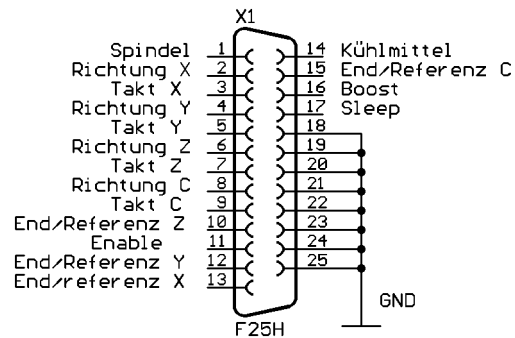 X1
Spindel 1 14 Kühlmittel
Richtung X 2 15 End/Referenz C
Takt X 3 16 Boost
Richtung Y 4 17 Sleep
Takt Y 5 18
Richtung Z 6 19
Takt Z 7 20
Richtung C 8 21
Takt C 9 22
End/Referenz Z 10 23
Enable 11 24
End/Referenz Y 12 25
End/referenz X 13
GND
F25H